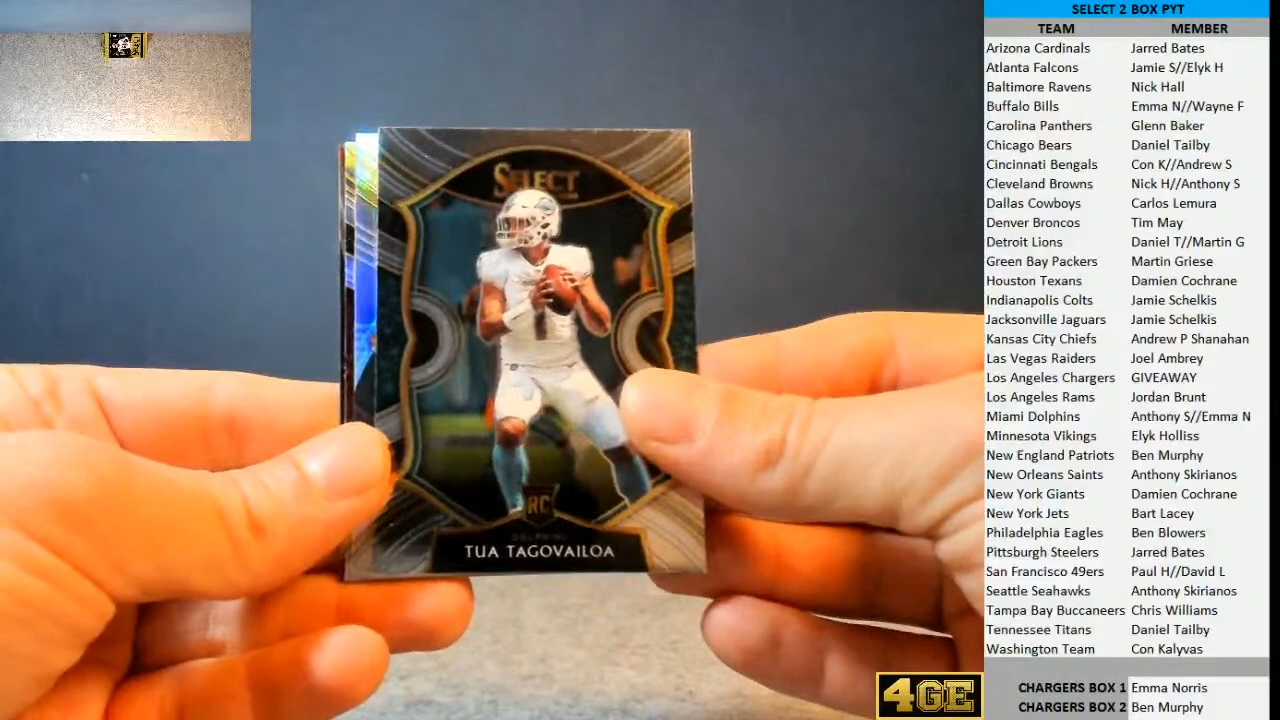 SELECT
RC
DOLPHINS
TUA TAGOVAILOA
4GE
SELECT 2 BOX PYT
TEAM MEMBER
Arizona Cardinals Jarred Bates
Atlanta Falcons Jamie S//Elyk H
Baltimore Ravens Nick Hall
Buffalo Bills Emma N//Wayne F
Carolina Panthers Glenn Baker
Chicago Bears Daniel Tailby
Cincinnati Bengals Con K//Andrew S
Cleveland Browns Nick H//Anthony S
Dallas Cowboys Carlos Lemura
Denver Broncos Tim May
Detroit Lions Daniel T//Martin G
Green Bay Packers Martin Griese
Houston Texans Damien Cochrane
Indianapolis Colts Jamie Schelkis
Jacksonville Jaguars Jamie Schelkis
Kansas City Chiefs Andrew P Shanahan
Las Vegas Raiders Joel Ambrey
Los Angeles Chargers GIVEAWAY
Los Angeles Rams Jordan Brunt
Miami Dolphins Anthony S//Emma N
Minnesota Vikings Elyk Holliss
New England Patriots Ben Murphy
New Orleans Saints Anthony Skirianos
New York Giants Damien Cochrane
New York Jets Bart Lacey
Philadelphia Eagles Ben Blowers
Pittsburgh Steelers Jarred Bates
San Francisco 49ers Paul H//David L
Seattle Seahawks Anthony Skirianos
Tampa Bay Buccaneers Chris Williams
Tennessee Titans Daniel Tailby
Washington Team Con Kalyvas
CHARGERS BOX 1 Emma Norris
CHARGERS BOX 2 Ben Murphy